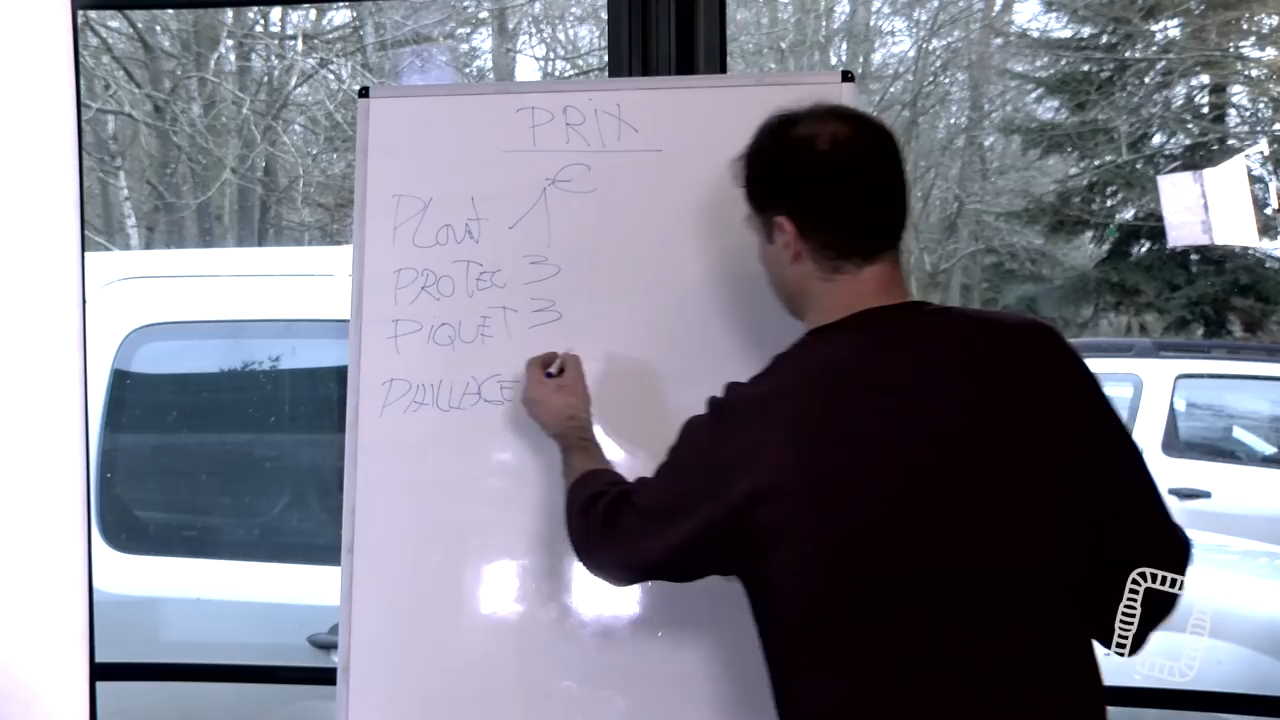 PRIX
€
Plant 1
PROTEC 3
PIQUET 3
PAILLAGE